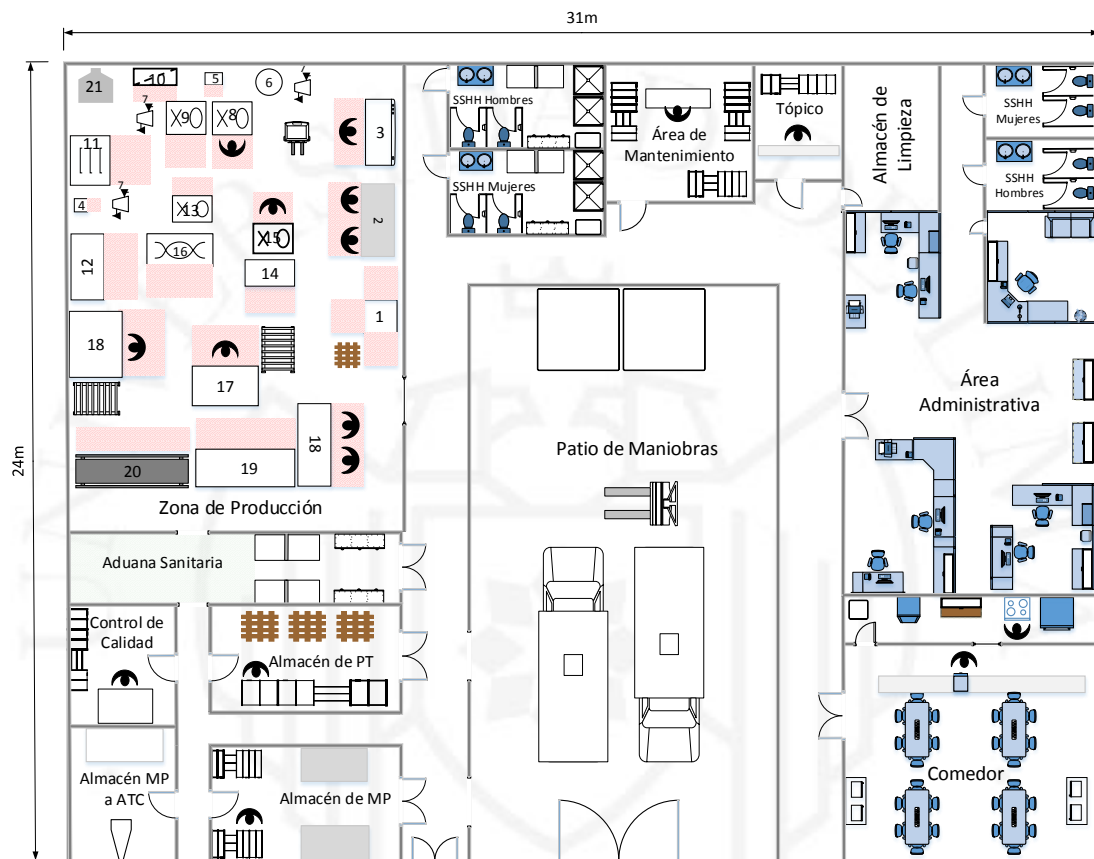 31m
24m
21
10
5
6
7
7
9
8
3
11
SSHH Hombres
Área de
Mantenimiento
Tópico
Almacén de
Limpieza
SSHH
Mujeres
SSHH Mujeres
SSHH
Hombres
7
4
13
2
15
16
12
14
1
18
17
Área
Administrativa
18
19
20
Patio de Maniobras
Zona de Producción
Aduana Sanitaria
Control de
Calidad
Almacén de PT
Almacén MP
a ATC
Almacén de MP
Comedor